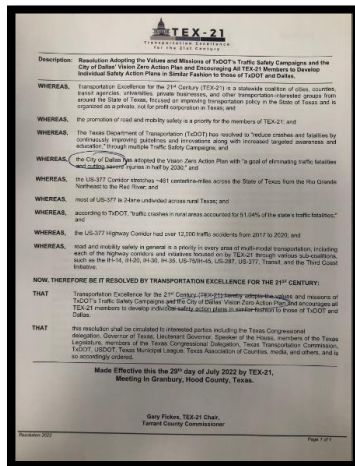 TEX-21
Transportation Excellence
for the 21st Century
Description: Resolution Adopting the Values and Missions of TxDOT's Traffic Safety Campaigns and the
City of Dallas' Vision Zero Action Plan and Encouraging All TEX-21 Members to Develop
Individual Safety Action Plans in Similar Fashion to those of TxDOT and Dallas.
WHEREAS, Transportation Excellence for the 21st Century (TEX-21) is a statewide coalition of cities, counties,
transit agencies, universities, private businesses, and other transportation-interested groups from
around the State of Texas, focused on improving transportation policy in the State of Texas and is
organized as a private, not for profit corporation in Texas; and
WHEREAS, the promotion of road and mobility safety is a priority for the members of TEX-21; and
WHEREAS, The Texas Department of Transportation (TxDOT) has resolved to "reduce crashes and fatalities by
continuously improving guidelines and innovations along with increased targeted awareness and
education," through multiple Traffic Safety Campaigns; and
WHEREAS, the City of Dallas has adopted the Vision Zero Action Plan with "a goal of eliminating traffic fatalities
and cutting severe injuries in half by 2030;" and
WHEREAS, the US-377 Corridor stretches ~481 centerline-miles across the State of Texas from the Rio Grande
Northeast to the Red River; and
WHEREAS, most of US-377 is 2-lane undivided across rural Texas; and
WHEREAS, according to TxDOT, "traffic crashes in rural areas accounted for 51.04% of the state's traffic fatalities;"
and
WHEREAS, the US-377 Highway Corridor had over 12,000 traffic accidents from 2017 to 2020; and
WHEREAS, road and mobility safety in general is a priority in every area of multi-modal transportation, including
each of the highway corridors and initiatives focused on by TEX-21 through various sub-coalitions,
such as the IH-14, IH-20, IH-30, IH-35, US-75/IH-45, US-287, US-377, Transit, and the Third Coast
Initiative.
NOW, THEREFORE BE IT RESOLVED BY TRANSPORTATION EXCELLENCE FOR THE 21ST CENTURY:
THAT Transportation Excellence for the 21st Century (TEX-21) hereby adopts the values and measures of
TxDOT's Traffic Safety Campaigns and the City of Dallas' Vision Zero Action Plan and encourages all
TEX-21 members to develop individual safety action plans in similar fashion to those of TxDOT and
Dallas.
THAT this resolution shall be circulated to interested parties including the Texas Congressional
delegation, Governor of Texas, Lieutenant Governor, Speaker of the House, members of the Texas
Legislature, members of the Texas Congressional Delegation, Texas Transportation Commission,
TxDOT, USDOT, Texas Municipal League, Texas Association of Counties, media, and others, and is
so accordingly ordered.
Made Effective this the 29th day of July 2022 by TEX-21,
Meeting in Granbury, Hood County, Texas.
Gary Fickes, TEX-21 Chair,
Tarrant County Commissioner
Resolution 2022
Page 1 of 1